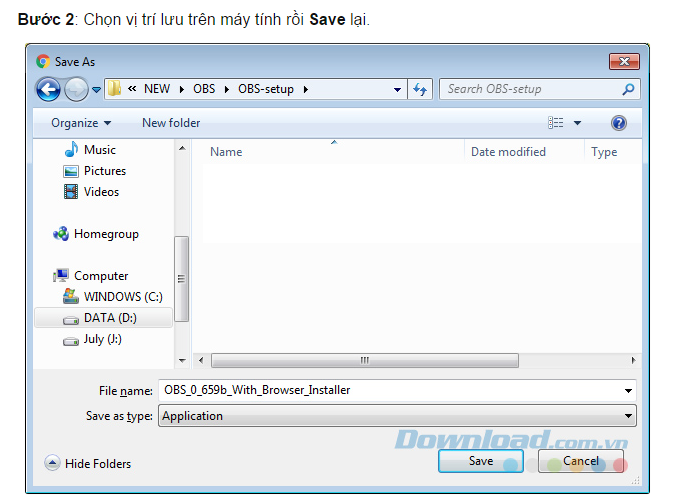 Bước 2: Chọn vị trí lưu trên máy tính rồi Save lại.
Save As
« NEW ▸ OBS ▸ OBS-setup ▸
Search OBS-setup
Organize
New folder
Name
Date modified
Type
Music
Pictures
Videos
Homegroup
Computer
WINDOWS (C:)
DATA (D:)
July (J:)
File name: OBS_0_659b_With_Browser_Installer
Save as type: Application
Download.com.vn
Hide Folders
Save
Cancel